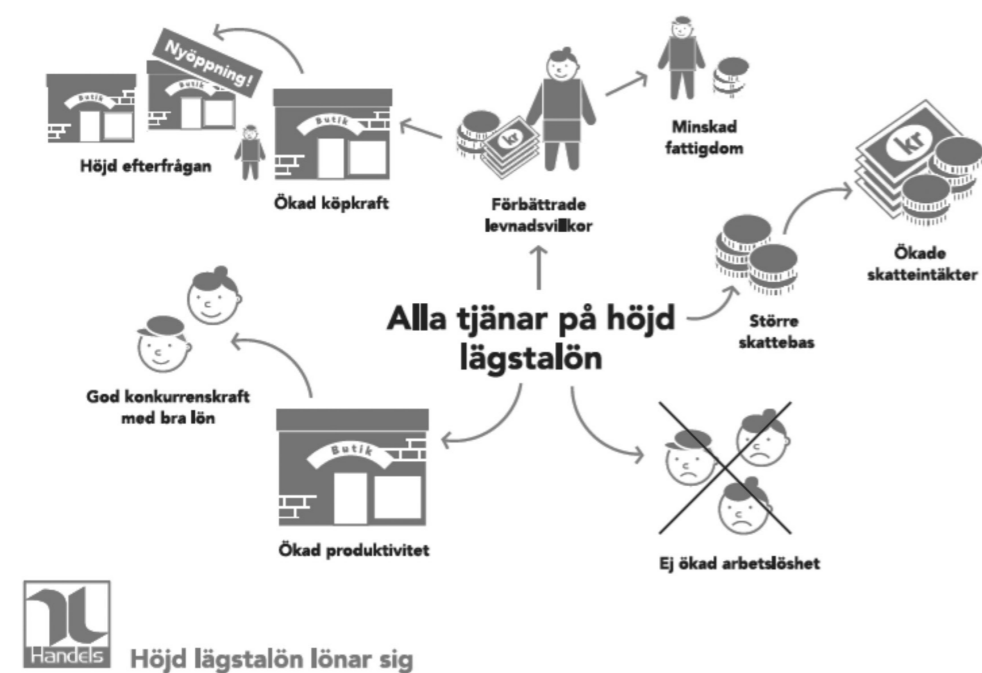 Nyöppning!
Butik
Butik
Höjd efterfrågan
Butik
Ökad köpkraft
Förbättrade
levnadsvillkor
Minskad
fattigdom
kr
Ökade
skatteintäkter
Större
skattebas
Alla tjänar på höjd
lägstalön
God konkurrenskraft
med bra lön
Butik
Ökad produktivitet
Ej ökad arbetslöshet
Handels
Höjd lägstalön lönar sig